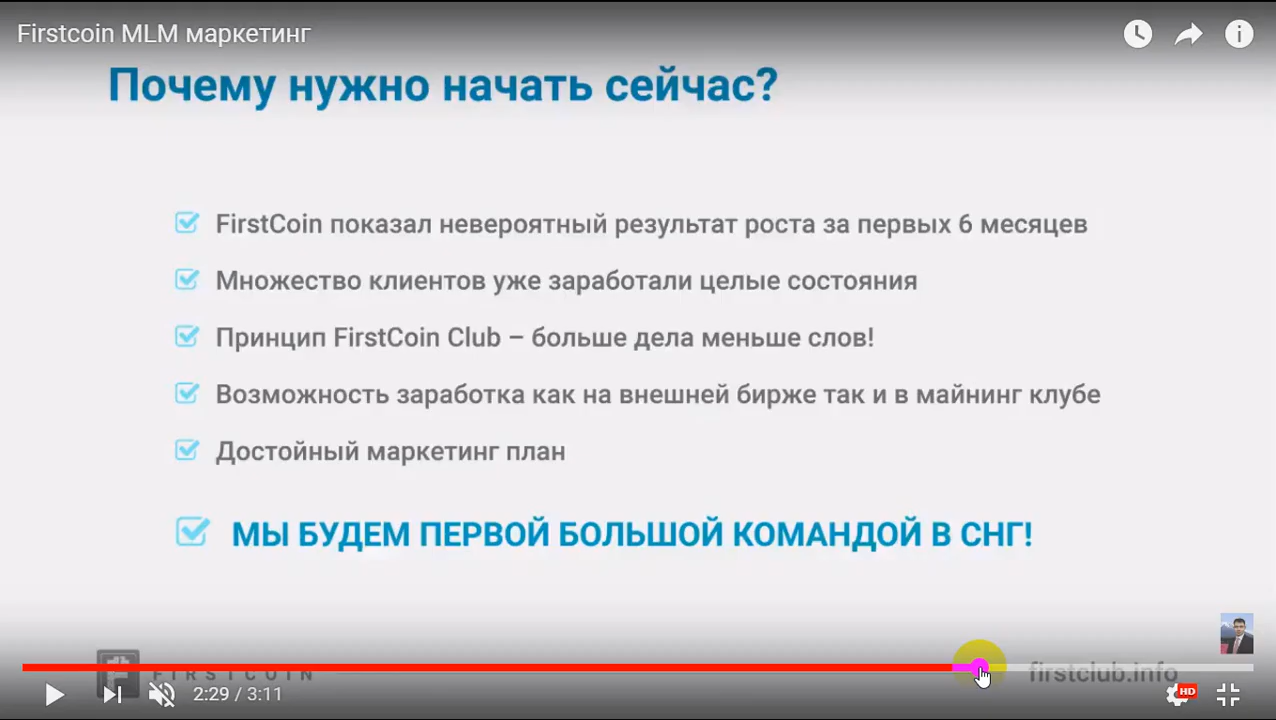 Firstcoin MLM маркетинг
Почему нужно начать сейчас?
FirstCoin показал невероятный результат роста за первых 6 месяцев
Множество клиентов уже заработали целые состояния
Принцип FirstCoin Club – больше дела меньше слов!
Возможность заработка как на внешней бирже так и в майнинг клубе
Достойный маркетинг план
МЫ БУДЕМ ПЕРВОЙ БОЛЬШОЙ КОМАНДОЙ В СНГ!
FIRSTCOIN
firstclub.info
2:29 / 3:11
HD